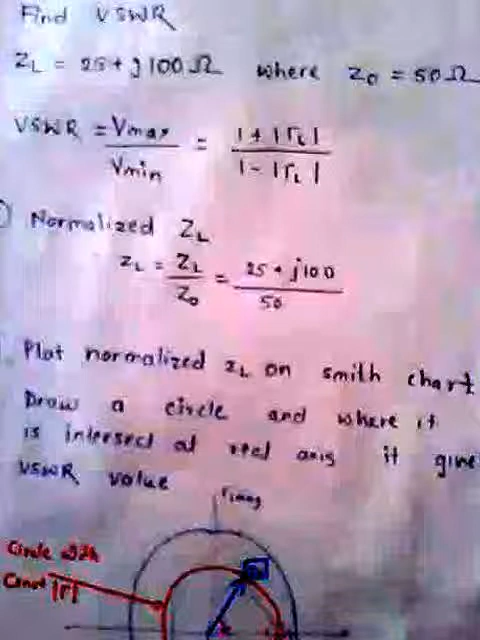 Find VSWR
ZL = 25 + j100 Ω where Z0 = 50 Ω
VSWR = Vmax / Vmin = 1 + |ΓL| / 1 - |ΓL|
Normalized ZL
zL = ZL / Z0 = 25 + j100 / 50
Plot normalized zL on smith chart
Draw a circle and where it
is intersect at real axis it give
VSWR value
Γimag
Circle with
Const |Γ|